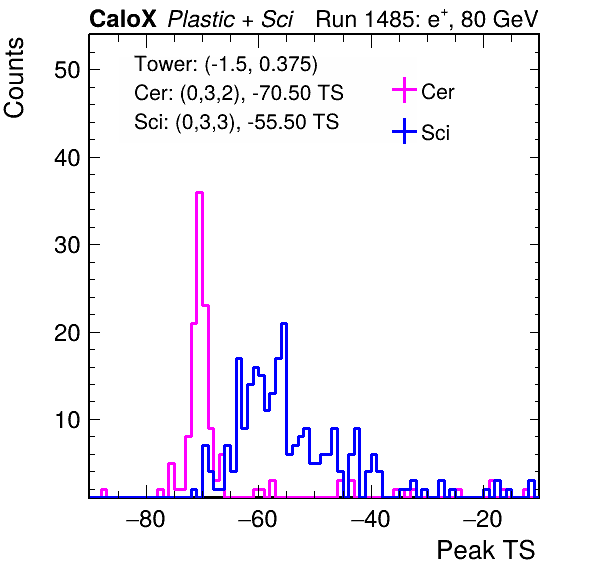 CaloX Plastic + Sci Run 1485: e⁺, 80 GeV
Counts
Tower: (-1.5, 0.375)
Cer: (0,3,2), -70.50 TS
Sci: (0,3,3), -55.50 TS
Cer
Sci
50
40
30
20
10
−80 −60 −40 −20
Peak TS